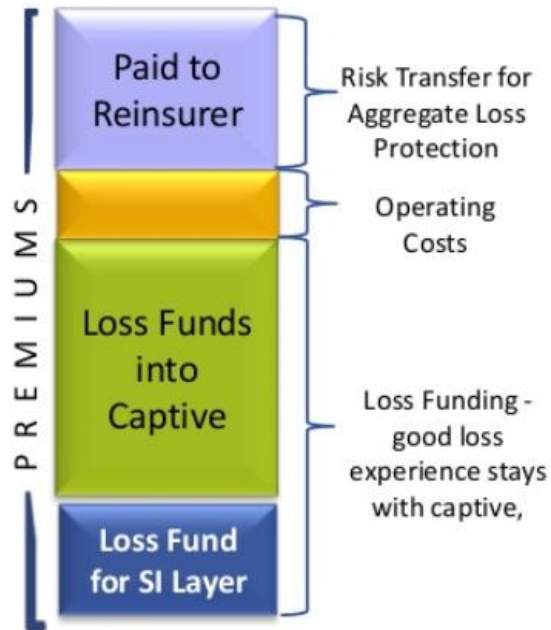 PREMIUMS
Paid to
Reinsurer
Risk Transfer for
Aggregate Loss
Protection
Operating
Costs
Loss Funds
into
Captive
Loss Funding -
good loss
experience stays
with captive,
Loss Fund
for SI Layer